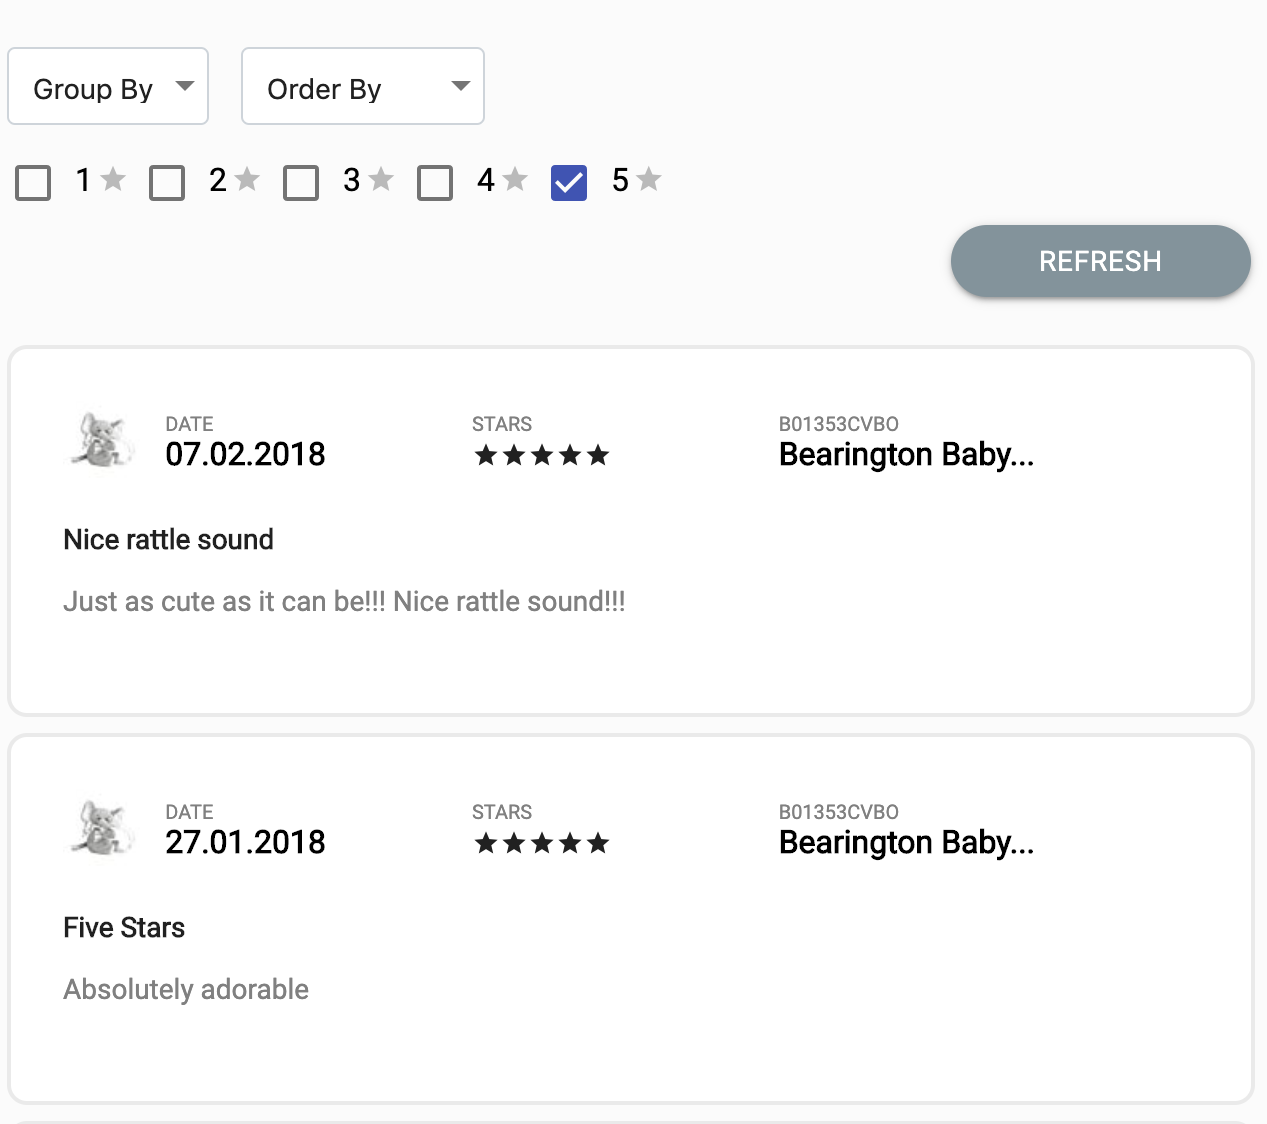 Group By Order By
1 2 3 4 5
REFRESH
DATE STARS B01353CVBO
07.02.2018 Bearington Baby...
Nice rattle sound
Just as cute as it can be!!! Nice rattle sound!!!
DATE STARS B01353CVBO
27.01.2018 Bearington Baby...
Five Stars
Absolutely adorable